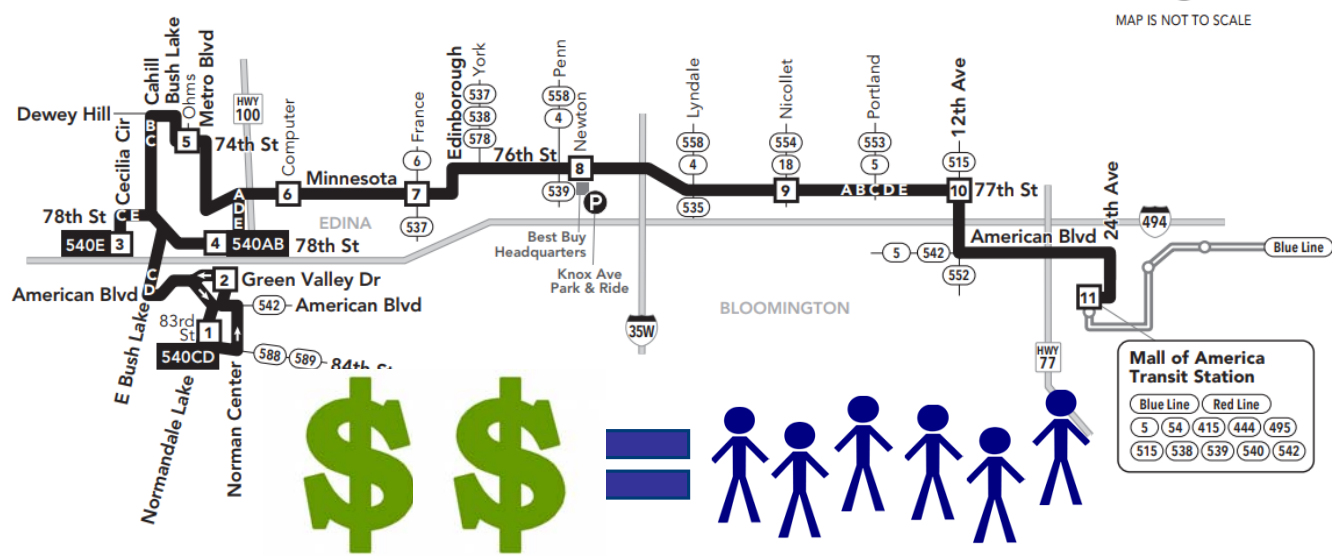 MAP IS NOT TO SCALE
Dewey Hill
Cahill
Bush Lake
Ohms
Metro Blvd
HWY
100
Computer
France
Edinborough
York
537
538
578
Penn
558
4
Newton
Lyndale
558
4
Nicollet
554
18
Portland
553
5
12th Ave
515
24th Ave
B
C
5
74th St
Cecilia Cir
6
Minnesota
6
7
537
76th St
8
539
P
535
9
A B C D E
10
77th St
A
D
E
78th St
C E
540E
3
4
540AB
78th St
EDINA
Best Buy
Headquarters
Knox Ave
Park & Ride
494
5
542
American Blvd
552
Blue Line
C
D
American Blvd
2
Green Valley Dr
542
American Blvd
11
BLOOMINGTON
83rd
St
1
540CD
588
589
35W
HWY
77
E Bush Lake
Normandale Lake
Norman Center
Mall of America
Transit Station
Blue Line
Red Line
5 54 415 444 495
515 538 539 540 542
$ $ =